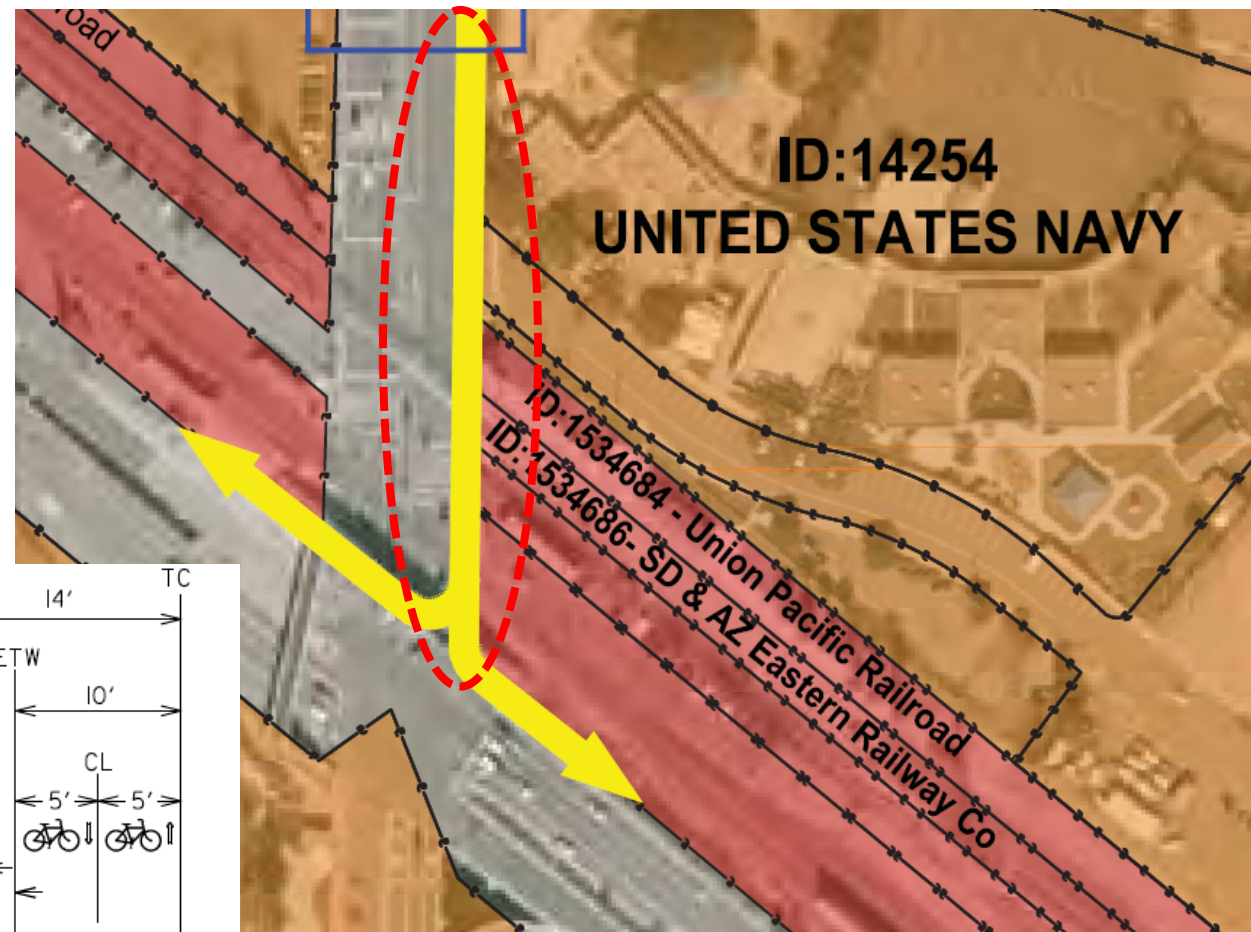 road
ID:14254
UNITED STATES NAVY
ID:1534684 - Union Pacific Railroad
ID:1534686- SD & AZ Eastern Railway Co
TC
14'
ETW
10'
CL
5'
5'